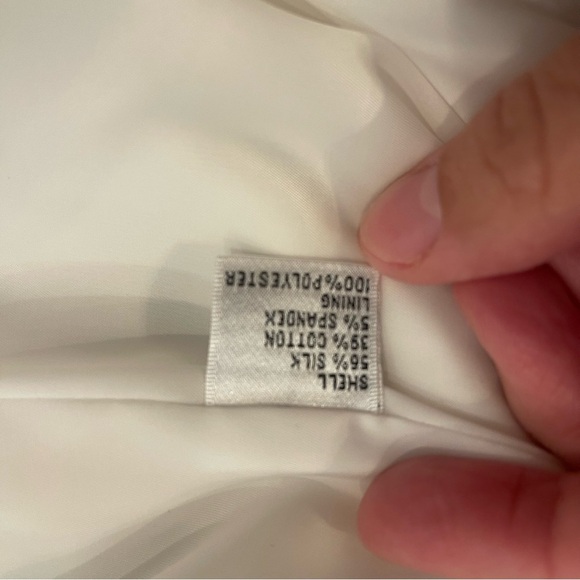 SHELL
56% SILK
39% COTTON
5% SPANDEX
LINING
100%POLYESTER